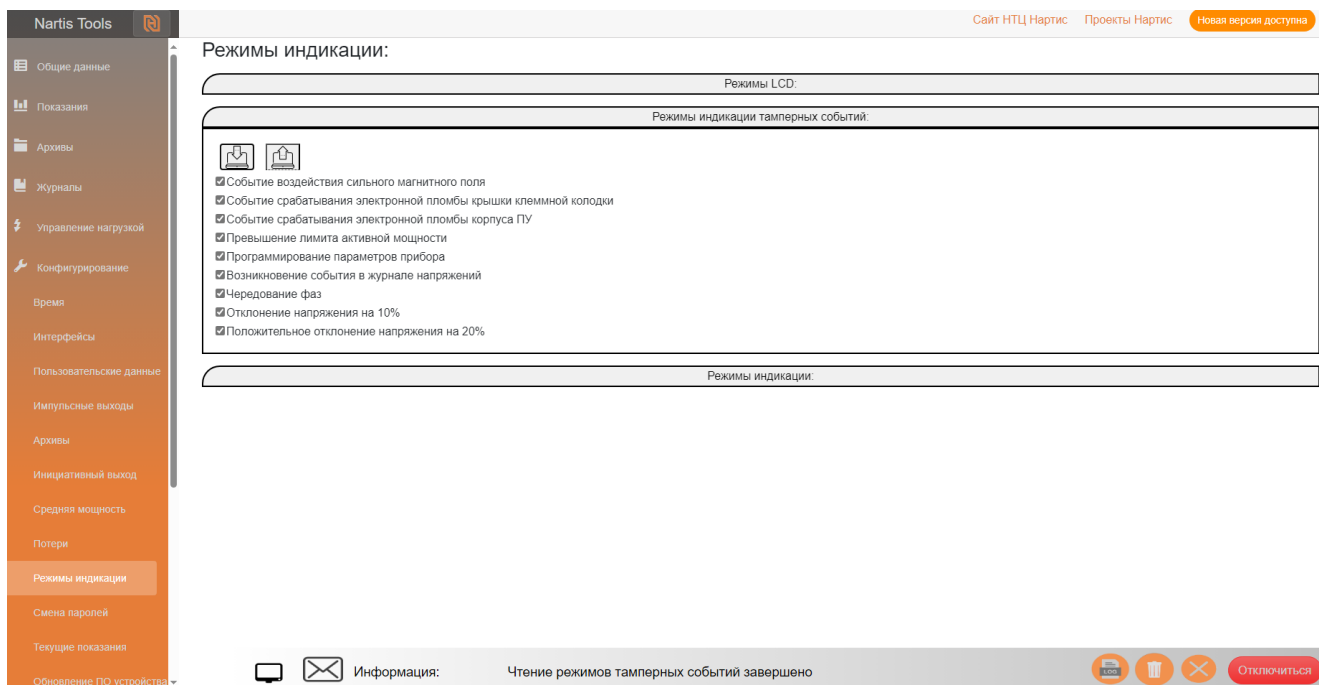 Nartis Tools
Сайт НТЦ Нартис Проекты Нартис Новая версия доступна
Общие данные
Показания
Архивы
Журналы
Управление нагрузкой
Конфигурирование
Время
Интерфейсы
Пользовательские данные
Импульсные выходы
Архивы
Инициативный выход
Средняя мощность
Потери
Режимы индикации
Смена паролей
Текущие показания
Обновление ПО устройства
Режимы индикации:
Режимы LCD:
Режимы индикации тамперных событий:
Событие воздействия сильного магнитного поля
Событие срабатывания электронной пломбы крышки клеммной колодки
Событие срабатывания электронной пломбы корпуса ПУ
Превышение лимита активной мощности
Программирование параметров прибора
Возникновение события в журнале напряжений
Чередование фаз
Отклонение напряжения на 10%
Положительное отклонение напряжения на 20%
Режимы индикации:
Информация: Чтение режимов тамперных событий завершено
LOG
Отключиться